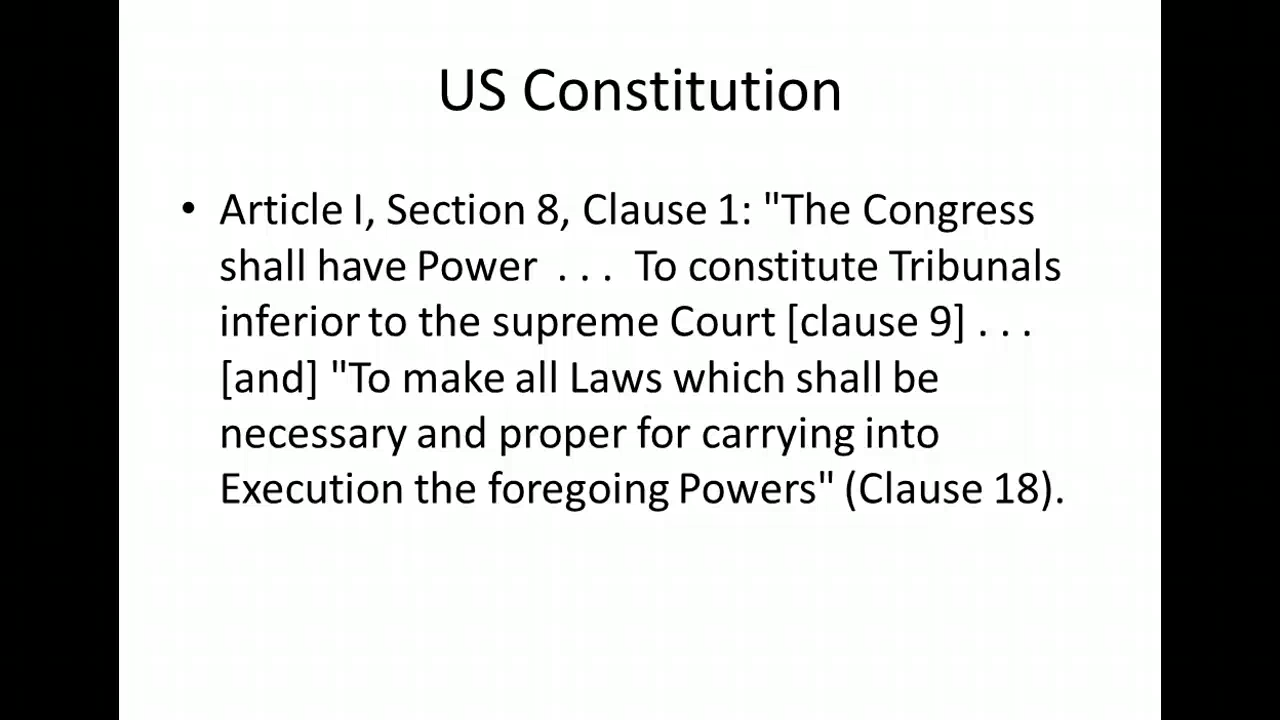 US Constitution
• Article I, Section 8, Clause 1: "The Congress
shall have Power . . . To constitute Tribunals
inferior to the supreme Court [clause 9] . . .
[and] "To make all Laws which shall be
necessary and proper for carrying into
Execution the foregoing Powers" (Clause 18).